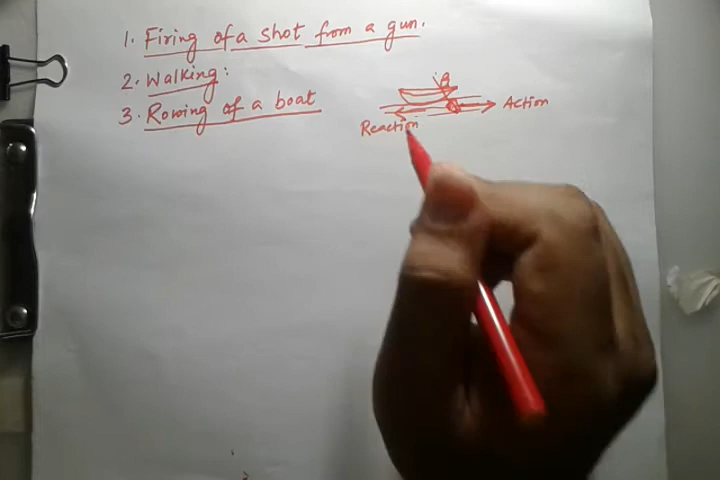 1. Firing of a shot from a gun.
2. Walking:
3. Rowing of a boat
Action
Reaction